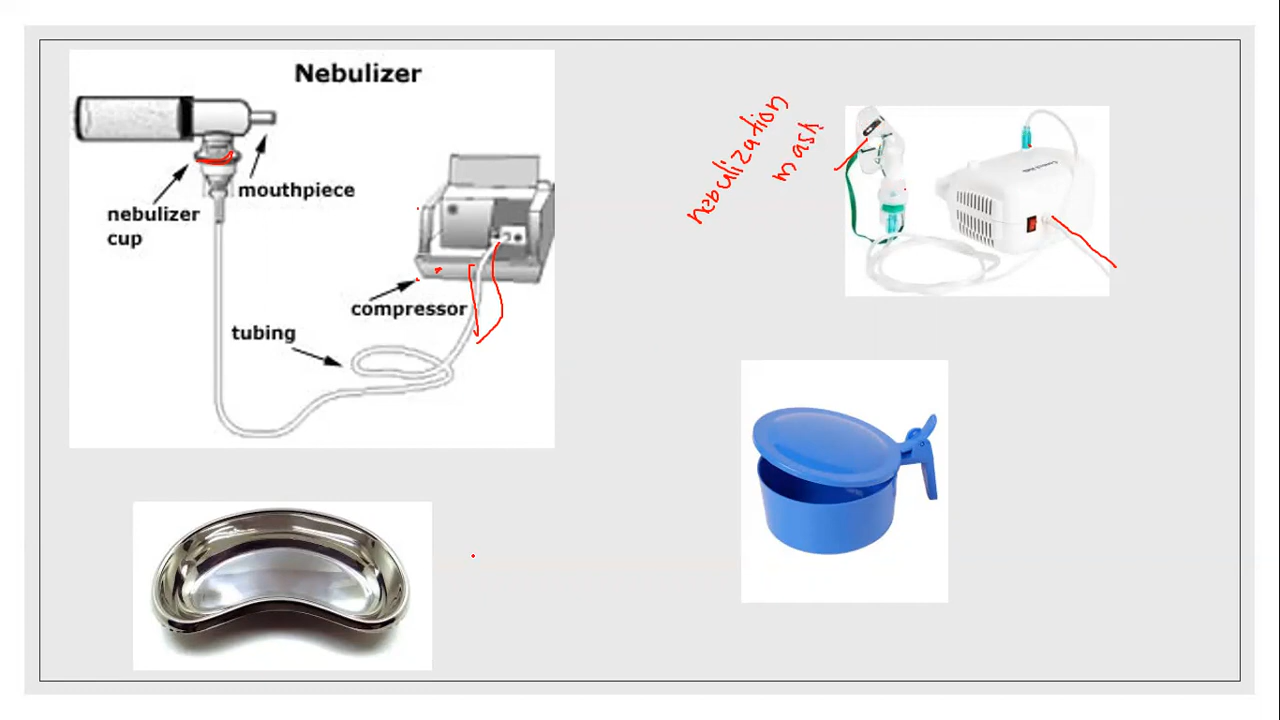 Nebulizer
mouthpiece
nebulizer
cup
compressor
tubing
nebulization
mask